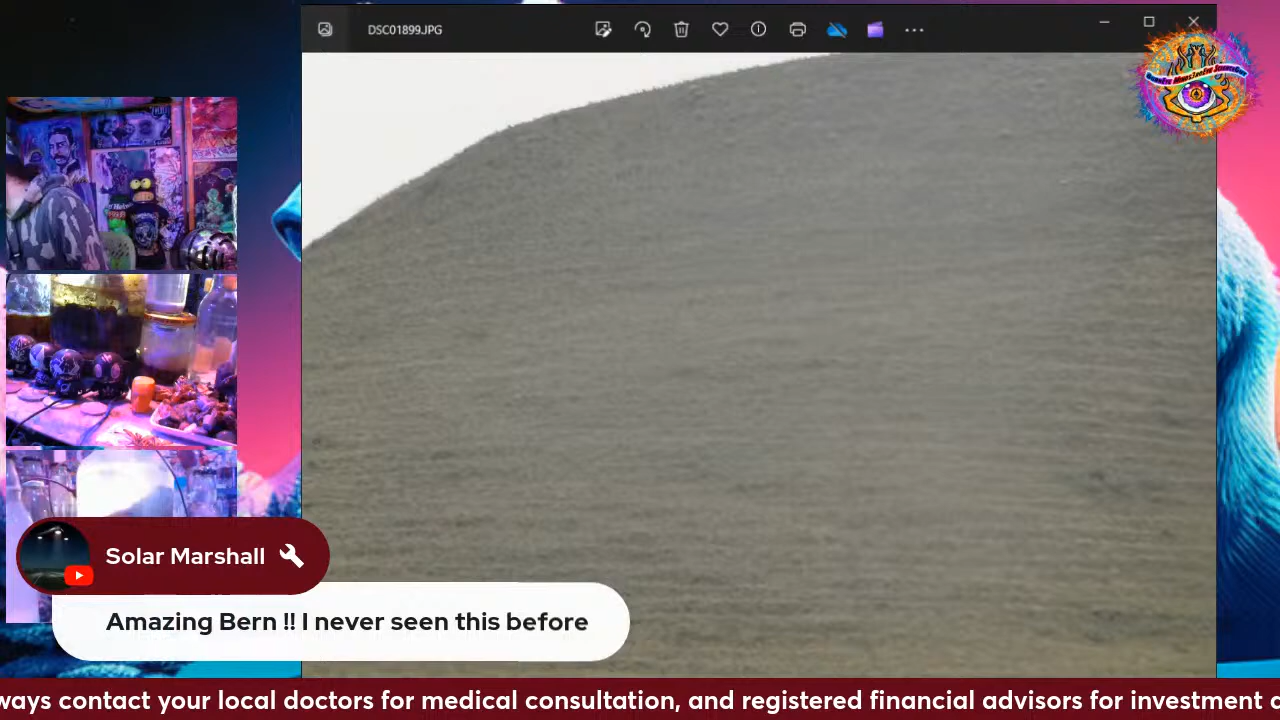 DSC01899.JPG
Solar Marshall
Amazing Bern !! I never seen this before
ways contact your local doctors for medical consultation, and registered financial advisors for investment